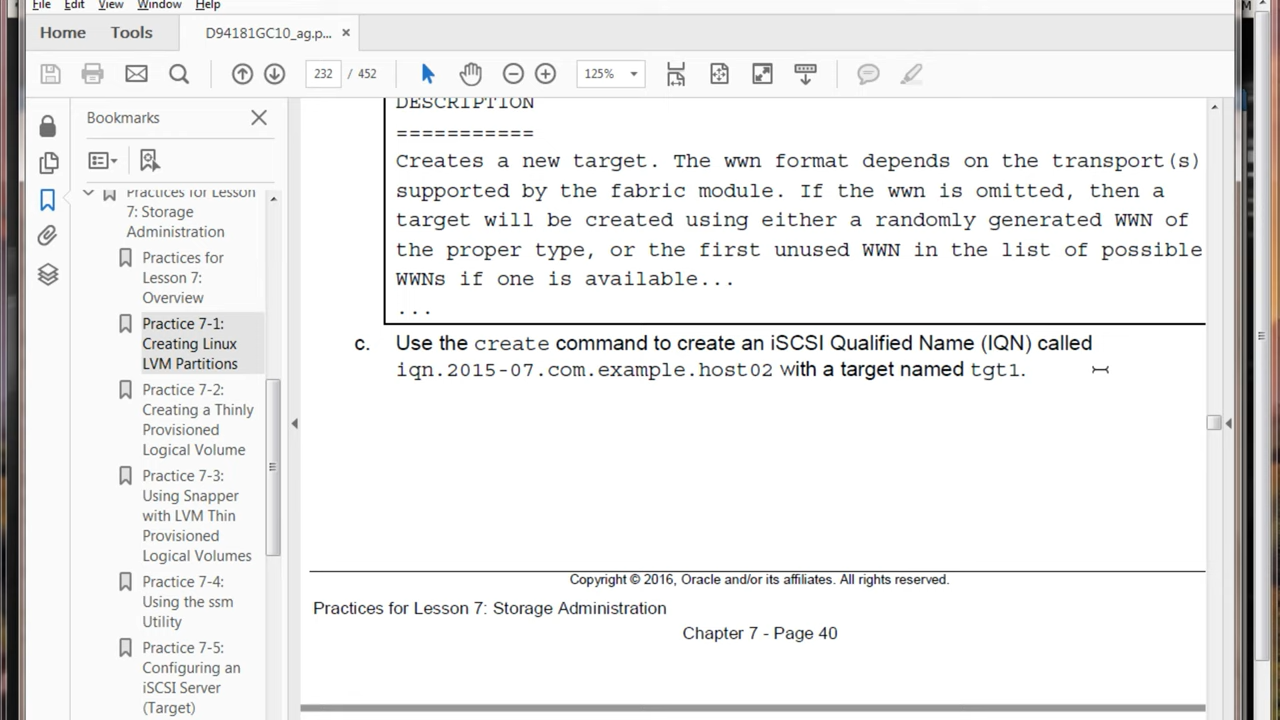 File Edit View Window Help
Home Tools D94181GC10_ag.p... ×
232 / 452 125%
Bookmarks
Practices for Lesson
7: Storage
Administration
Practices for
Lesson 7:
Overview
Practice 7-1:
Creating Linux
LVM Partitions
Practice 7-2:
Creating a Thinly
Provisioned
Logical Volume
Practice 7-3:
Using Snapper
with LVM Thin
Provisioned
Logical Volumes
Practice 7-4:
Using the ssm
Utility
Practice 7-5:
Configuring an
iSCSI Server
(Target)
DESCRIPTION
===========
Creates a new target. The wwn format depends on the transport(s)
supported by the fabric module. If the wwn is omitted, then a
target will be created using either a randomly generated WWN of
the proper type, or the first unused WWN in the list of possible
WWNs if one is available...
...
c. Use the create command to create an iSCSI Qualified Name (IQN) called
iqn.2015-07.com.example.host02 with a target named tgt1.
Copyright © 2016, Oracle and/or its affiliates. All rights reserved.
Practices for Lesson 7: Storage Administration
Chapter 7 - Page 40